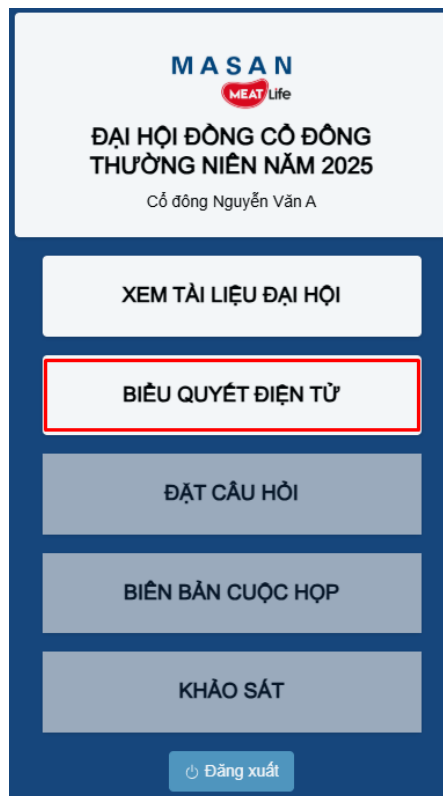 MASAN
MEAT Life
ĐẠI HỘI ĐỒNG CỔ ĐÔNG
THƯỜNG NIÊN NĂM 2025
Cổ đông Nguyễn Văn A
XEM TÀI LIỆU ĐẠI HỘI
BIỂU QUYẾT ĐIỆN TỬ
ĐẶT CÂU HỎI
BIÊN BẢN CUỘC HỌP
KHẢO SÁT
Đăng xuất